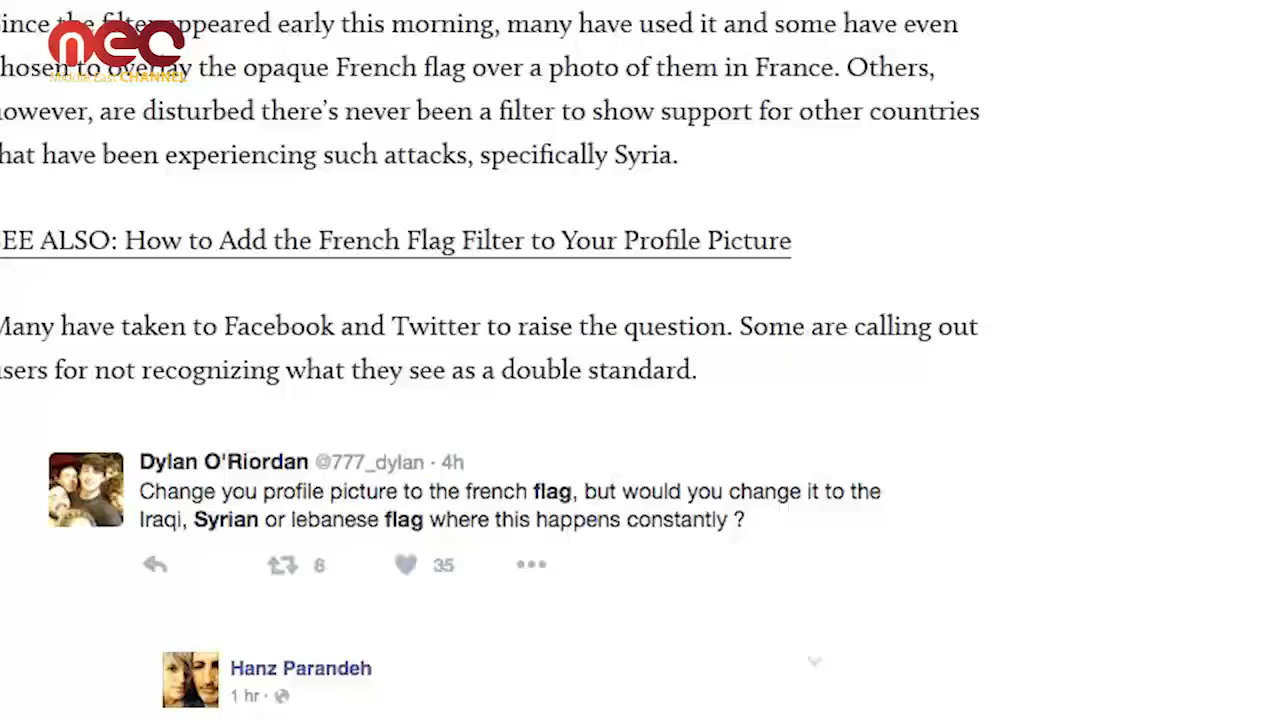 ince the filter appeared early this morning, many have used it and some have even
hosen to overlay the opaque French flag over a photo of them in France. Others,
owever, are disturbed there's never been a filter to show support for other countries
hat have been experiencing such attacks, specifically Syria.
EE ALSO: How to Add the French Flag Filter to Your Profile Picture
Many have taken to Facebook and Twitter to raise the question. Some are calling out
sers for not recognizing what they see as a double standard.
Dylan O'Riordan @777_dylan · 4h
Change you profile picture to the french flag, but would you change it to the
Iraqi, Syrian or lebanese flag where this happens constantly ?
8 35
Hanz Parandeh
1 hr ·
mec
Middle East CHANNEL